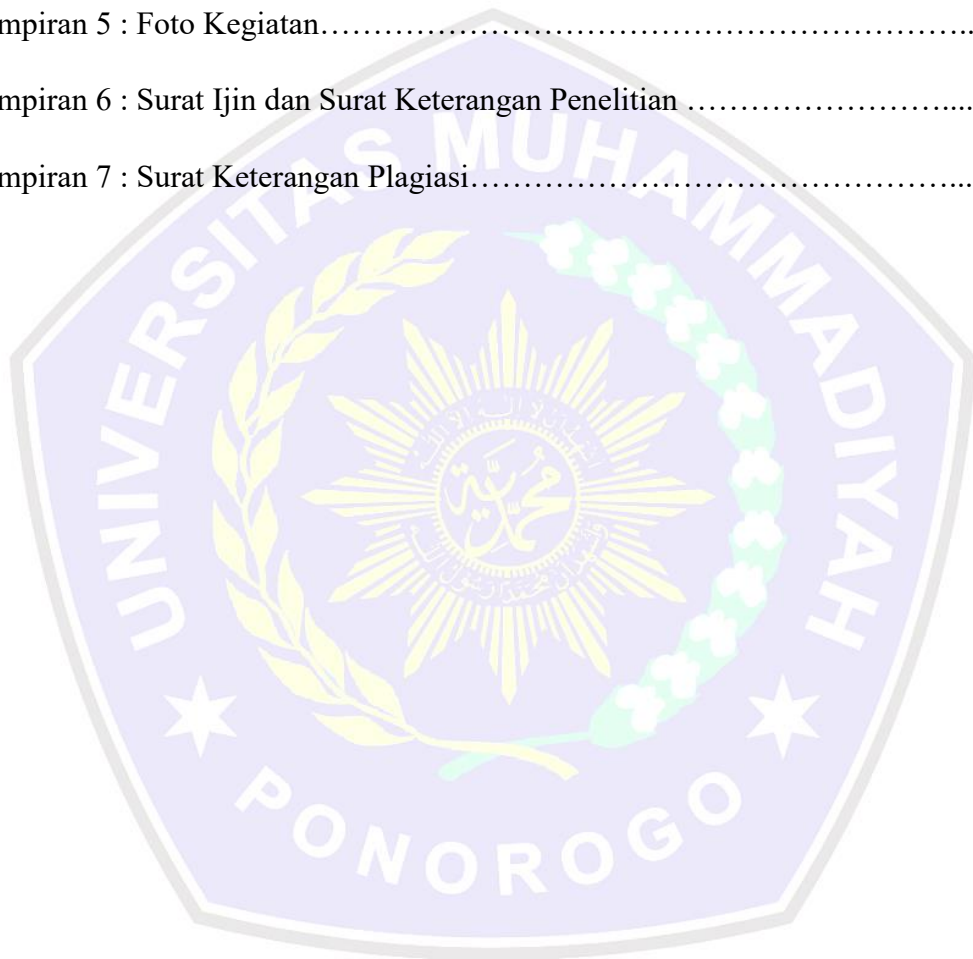 mpiran 5 : Foto Kegiatan………………………………………………………..
mpiran 6 : Surat Ijin dan Surat Keterangan Penelitian ……………………....
mpiran 7 : Surat Keterangan Plagiasi………………………………………...
UNIVERSITAS MUHAMMADIYAH
PONOROGO